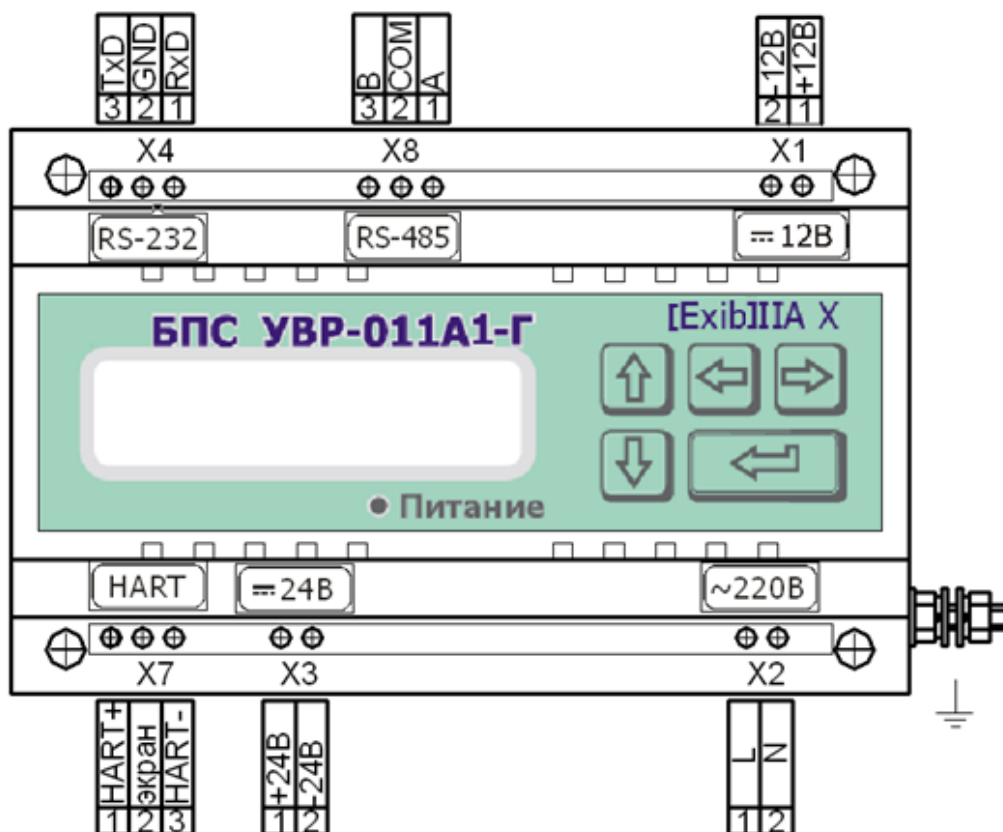 TxD GND RxD B COM A -12В +12В
3 2 1 3 2 1 2 1
X4 X8 X1
RS-232 RS-485 ⎓12В
[Exib]IIA X
БПС УВР-011А1-Г
Питание
HART ⎓24В ~220В
X7 X3 X2
HART+ экран HART- +24В -24В L N
1 2 3 1 2 1 2